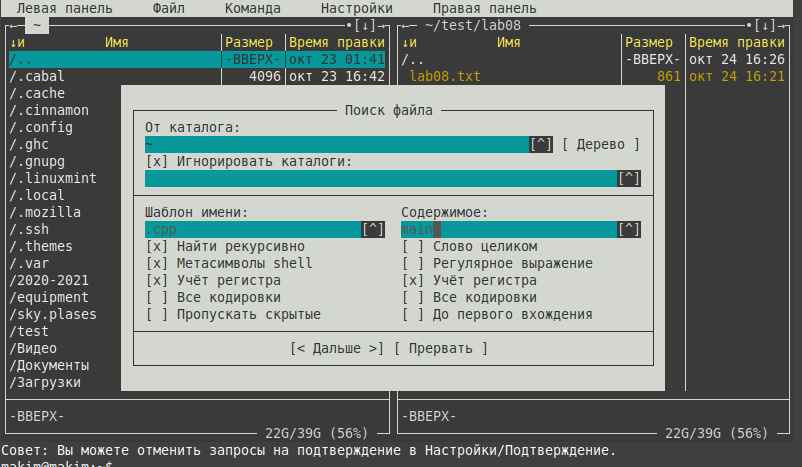 Левая панель Файл Команда Настройки Правая панель
←─ ~ •[↓]→ ←─ ~/test/lab08 •[↓]→
↓и Имя Размер Время правки ↓и Имя Размер Время правки
/.. -ВВЕРХ- окт 23 01:41 /.. -ВВЕРХ- окт 24 16:26
/.cabal 4096 окт 23 16:42 lab08.txt 861 окт 24 16:21
/.cache
/.cinnamon Поиск файла
/.config От каталога:
/.ghc ~ [^] [ Дерево ]
/.gnupg [x] Игнорировать каталоги:
/.linuxmint [^]
/.local
/.mozilla Шаблон имени: Содержимое:
/.ssh .cpp [^] main [^]
/.themes [x] Найти рекурсивно [ ] Слово целиком
/.var [x] Метасимволы shell [ ] Регулярное выражение
/2020-2021 [x] Учёт регистра [x] Учёт регистра
/equipment [ ] Все кодировки [ ] Все кодировки
/sky.plases [ ] Пропускать скрытые [ ] До первого вхождения
/test
/Видео [< Дальше >] [ Прервать ]
/Документы
/Загрузки
-ВВЕРХ- -ВВЕРХ-
22G/39G (56%) 22G/39G (56%)
Совет: Вы можете отменить запросы на подтверждение в Настройки/Подтверждение.
makim@makim:~$